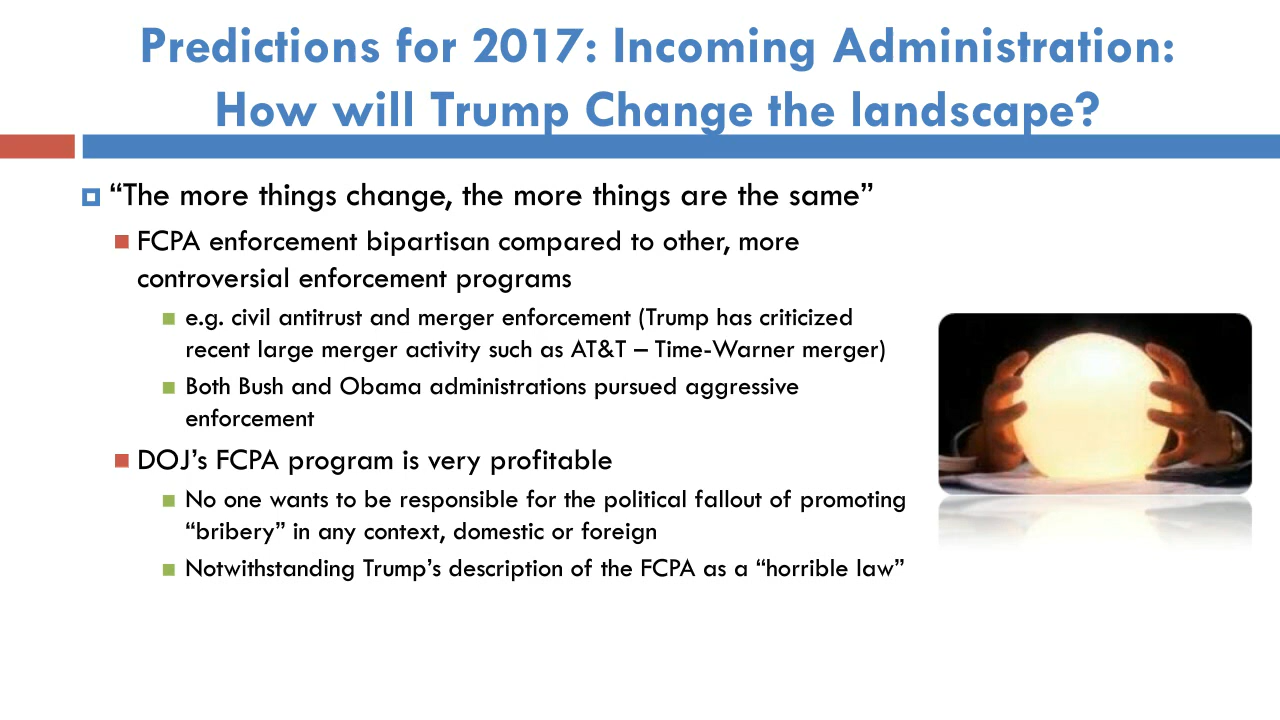 Predictions for 2017: Incoming Administration:
How will Trump Change the landscape?
“The more things change, the more things are the same”
FCPA enforcement bipartisan compared to other, more
controversial enforcement programs
e.g. civil antitrust and merger enforcement (Trump has criticized
recent large merger activity such as AT&T – Time-Warner merger)
Both Bush and Obama administrations pursued aggressive
enforcement
DOJ’s FCPA program is very profitable
No one wants to be responsible for the political fallout of promoting
“bribery” in any context, domestic or foreign
Notwithstanding Trump’s description of the FCPA as a “horrible law”